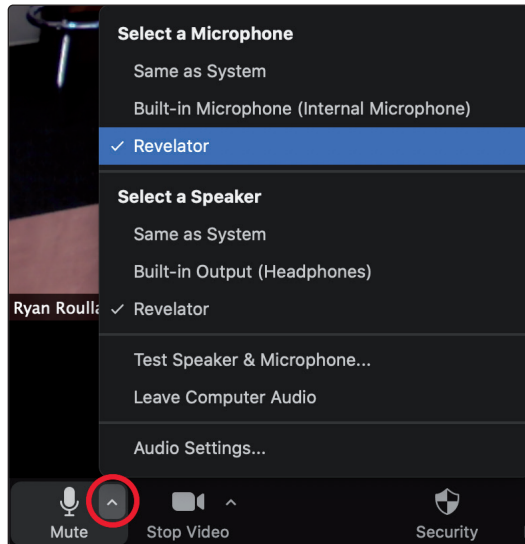 Select a Microphone
Same as System
Built-in Microphone (Internal Microphone)
✓ Revelator
Select a Speaker
Same as System
Built-in Output (Headphones)
Ryan Roulla
✓ Revelator
Test Speaker & Microphone...
Leave Computer Audio
Audio Settings...
Mute
Stop Video
Security